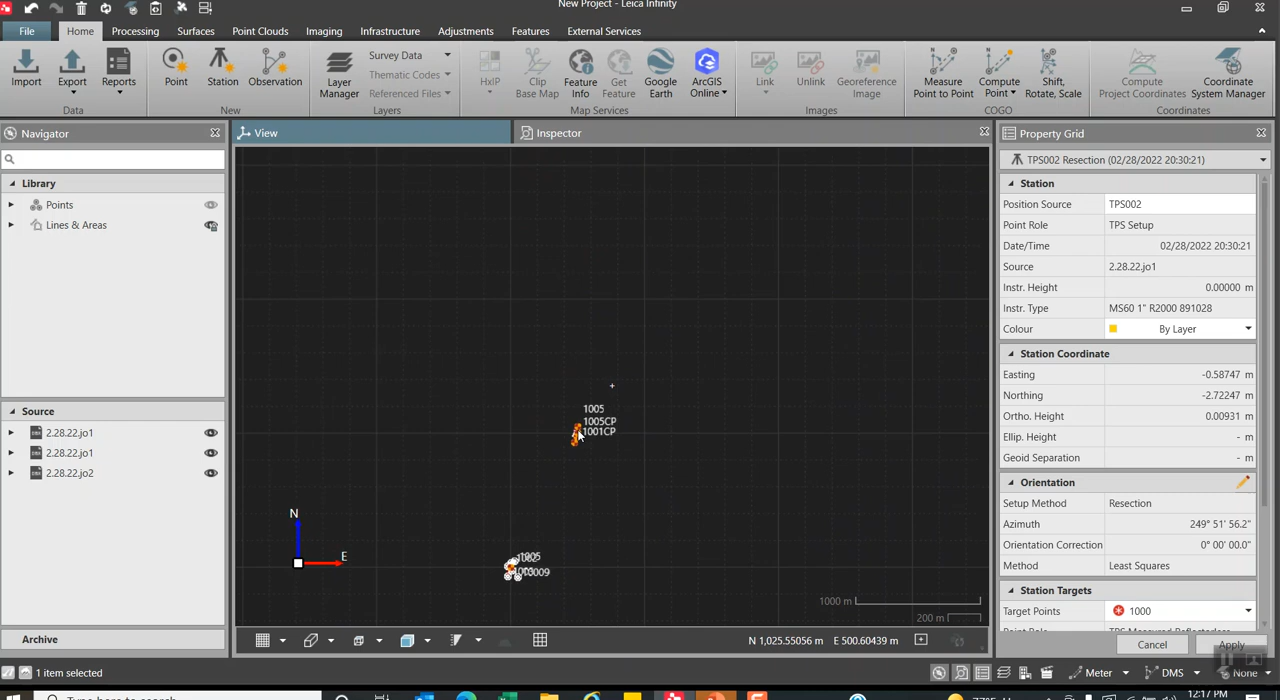 New Project - Leica Infinity
File Home Processing Surfaces Point Clouds Imaging Infrastructure Adjustments Features External Services
Import Export Reports Point Station Observation Layer Manager Survey Data Thematic Codes Referenced Files HxIP Clip Base Map Feature Info Get Feature Google Earth ArcGIS Online Link Unlink Georeference Image Measure Point to Point Compute Point Shift, Rotate, Scale Compute Project Coordinates Coordinate System Manager
Data New Layers Map Services Images COGO Coordinates
Navigator
View
Inspector
Property Grid
Library
Points
Lines & Areas
Source
2.28.22.jo1
2.28.22.jo1
2.28.22.jo2
Archive
1 item selected
1005
1005CP
1001CP
N
E
1000 m
200 m
N 1,025.55056 m E 500.60439 m
TPS002 Resection (02/28/2022 20:30:21)
Station
Position Source TPS002
Point Role TPS Setup
Date/Time 02/28/2022 20:30:21
Source 2.28.22.jo1
Instr. Height 0.00000 m
Instr. Type MS60 1" R2000 891028
Colour By Layer
Station Coordinate
Easting -0.58747 m
Northing -2.72247 m
Ortho. Height 0.00931 m
Ellip. Height - m
Geoid Separation - m
Orientation
Setup Method Resection
Azimuth 249° 51' 56.2"
Orientation Correction 0° 00' 00.0"
Method Least Squares
Station Targets
Target Points 1000
Cancel Apply
Meter DMS None
12:17 PM